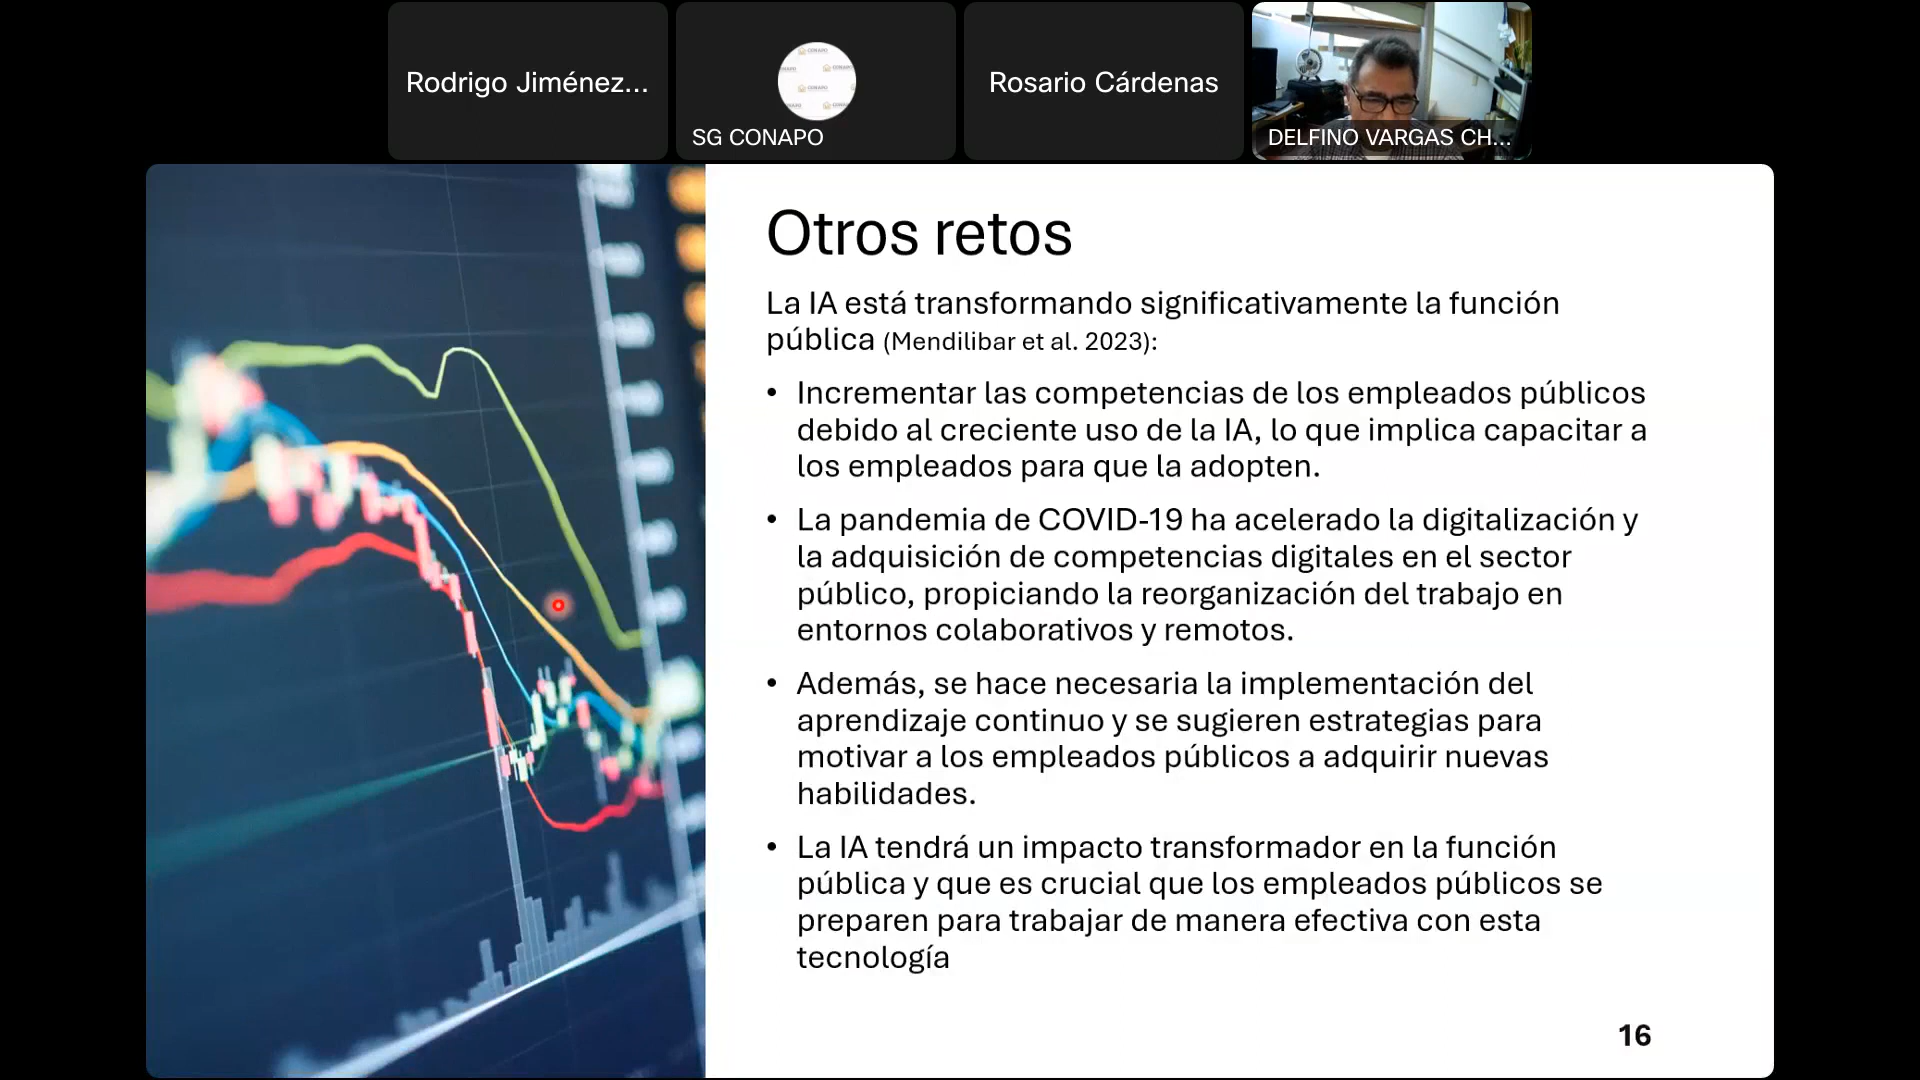 Rodrigo Jiménez...
SG CONAPO
Rosario Cárdenas
DELFINO VARGAS CH...
Otros retos
La IA está transformando significativamente la función
pública (Mendilibar et al. 2023):
• Incrementar las competencias de los empleados públicos
debido al creciente uso de la IA, lo que implica capacitar a
los empleados para que la adopten.
• La pandemia de COVID-19 ha acelerado la digitalización y
la adquisición de competencias digitales en el sector
público, propiciando la reorganización del trabajo en
entornos colaborativos y remotos.
• Además, se hace necesaria la implementación del
aprendizaje continuo y se sugieren estrategias para
motivar a los empleados públicos a adquirir nuevas
habilidades.
• La IA tendrá un impacto transformador en la función
pública y que es crucial que los empleados públicos se
preparen para trabajar de manera efectiva con esta
tecnología
16